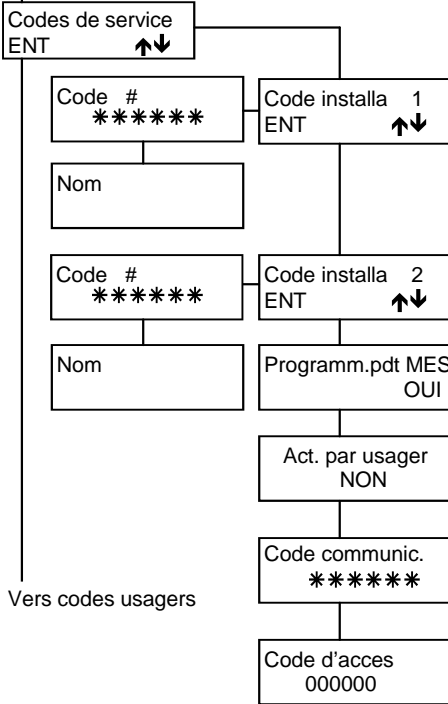 Codes de service
ENT ↑↓
Code #
******
Code installa 1
ENT ↑↓
Nom
Code #
******
Code installa 2
ENT ↑↓
Nom
Programm.pdt MES
OUI
Act. par usager
NON
Code communic.
******
Vers codes usagers
Code d'acces
000000